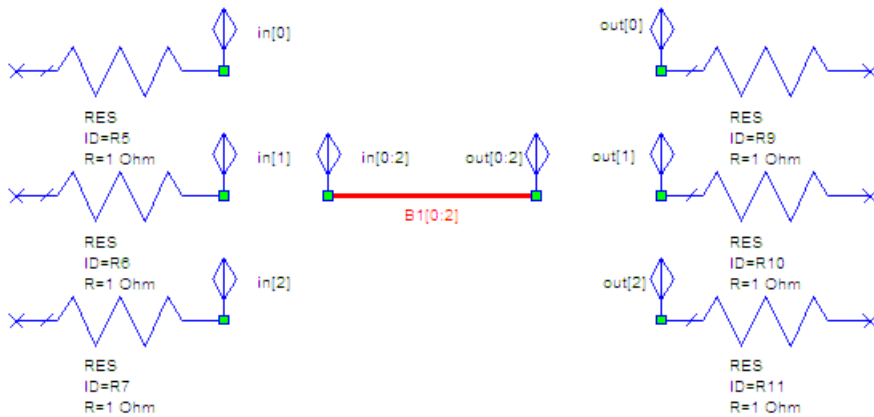 in[0]
out[0]
RES
ID=R5
R=1 Ohm
RES
ID=R9
R=1 Ohm
in[1]
in[0:2]
out[0:2]
out[1]
B1[0:2]
RES
ID=R6
R=1 Ohm
RES
ID=R10
R=1 Ohm
in[2]
out[2]
RES
ID=R7
R=1 Ohm
RES
ID=R11
R=1 Ohm